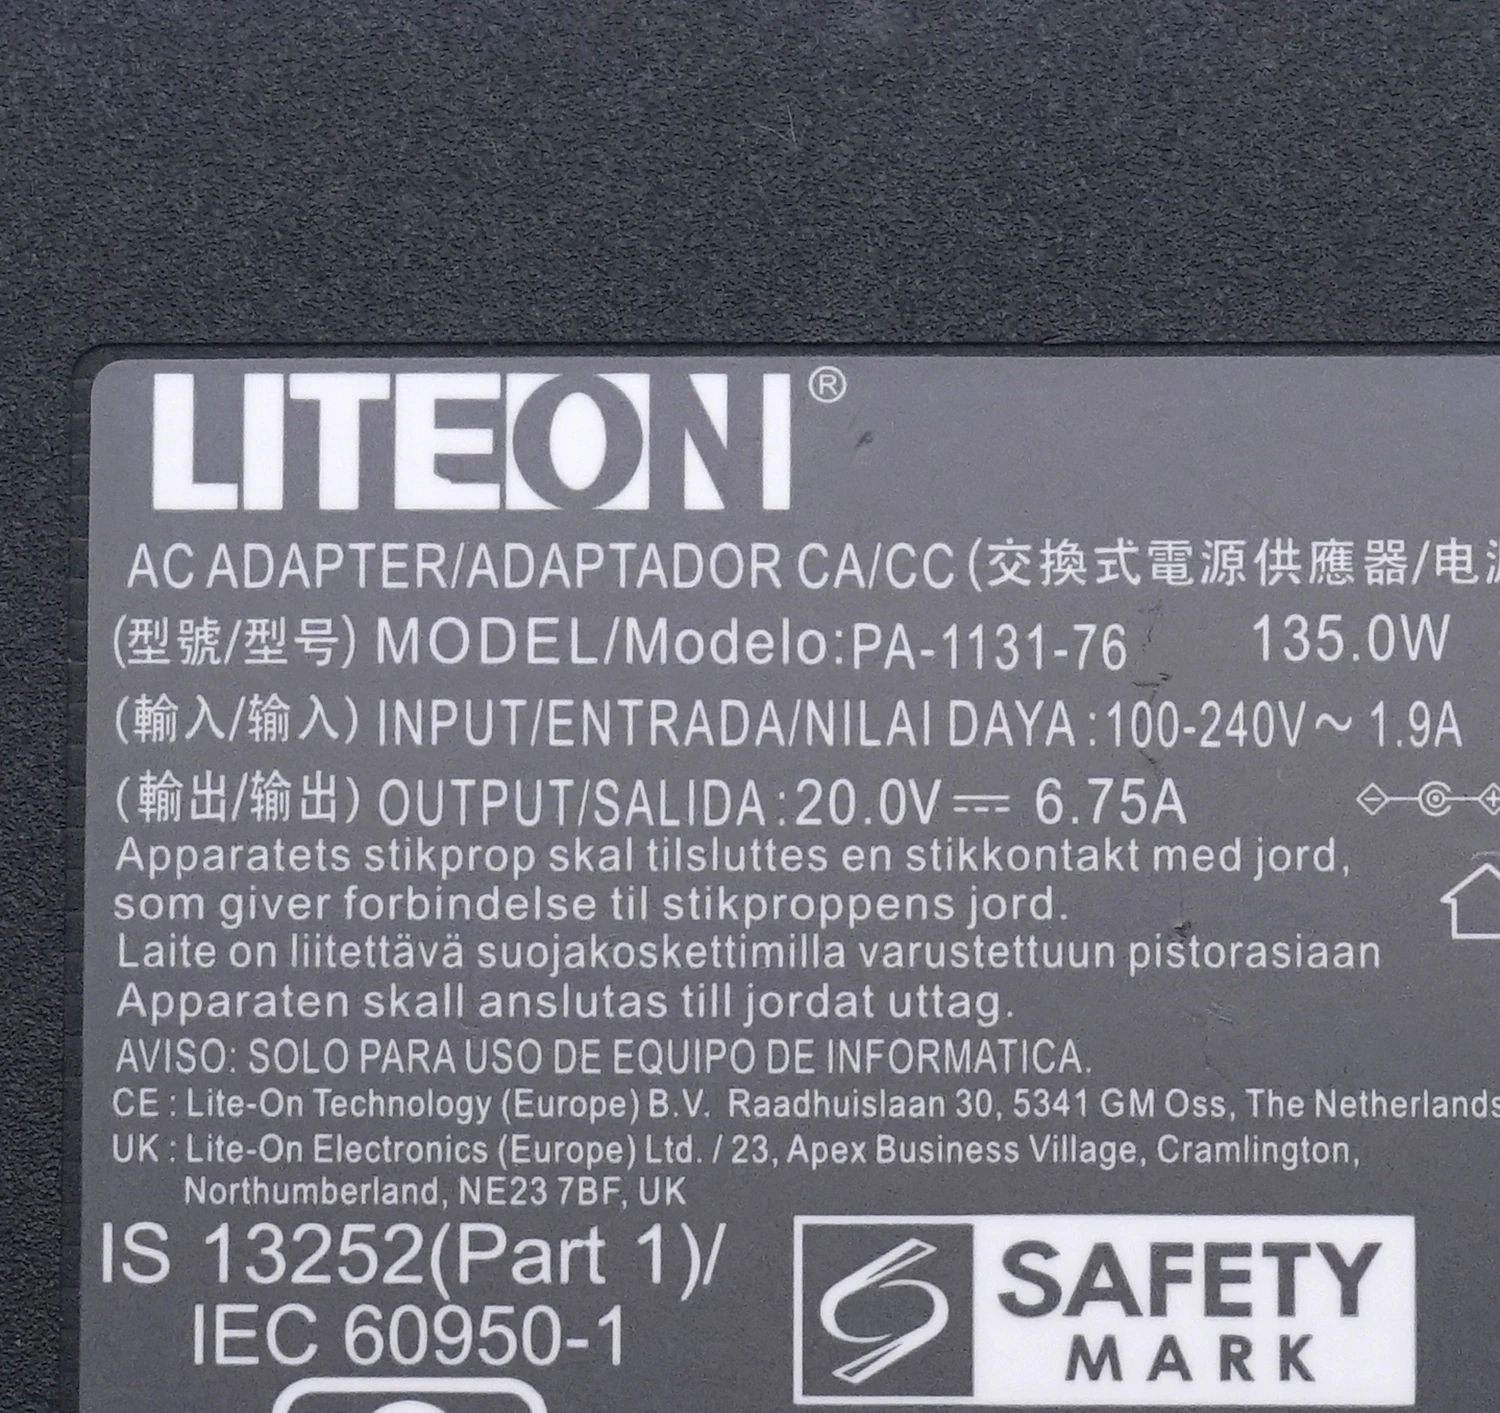 LITEON®
AC ADAPTER/ADAPTADOR CA/CC(交換式電源供應器/电源
(型號/型号) MODEL/Modelo:PA-1131-76 135.0W
(輸入/输入) INPUT/ENTRADA/NILAI DAYA :100-240V~ 1.9A
(輸出/输出) OUTPUT/SALIDA :20.0V⎓ 6.75A
Apparatets stikprop skal tilsluttes en stikkontakt med jord,
som giver forbindelse til stikproppens jord.
Laite on liitettävä suojakoskettimilla varustettuun pistorasiaan
Apparaten skall anslutas till jordat uttag.
AVISO: SOLO PARA USO DE EQUIPO DE INFORMATICA.
CE : Lite-On Technology (Europe) B.V. Raadhuislaan 30, 5341 GM Oss, The Netherlands
UK : Lite-On Electronics (Europe) Ltd. / 23, Apex Business Village, Cramlington,
Northumberland, NE23 7BF, UK
IS 13252(Part 1)/
IEC 60950-1
SAFETY
MARK